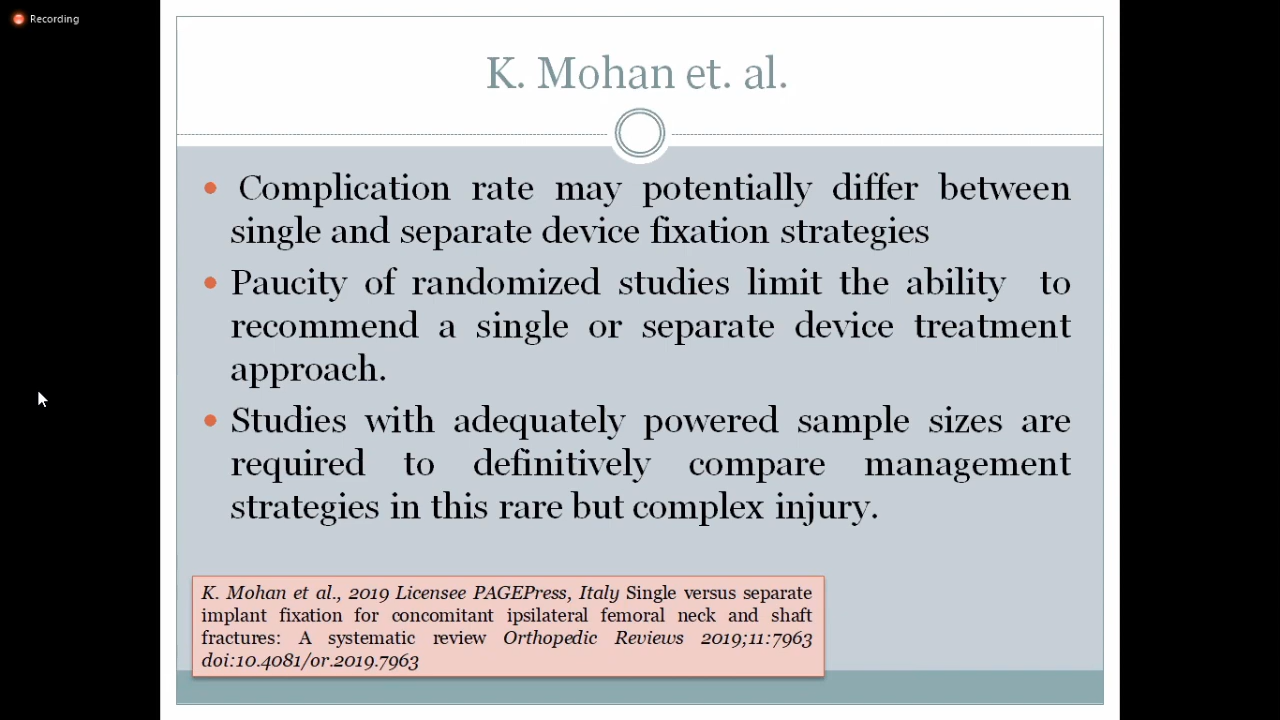 Recording
K. Mohan et. al.
Complication rate may potentially differ between
single and separate device fixation strategies
Paucity of randomized studies limit the ability to
recommend a single or separate device treatment
approach.
Studies with adequately powered sample sizes are
required to definitively compare management
strategies in this rare but complex injury.
K. Mohan et al., 2019 Licensee PAGEPress, Italy Single versus separate
implant fixation for concomitant ipsilateral femoral neck and shaft
fractures: A systematic review Orthopedic Reviews 2019;11:7963
doi:10.4081/or.2019.7963